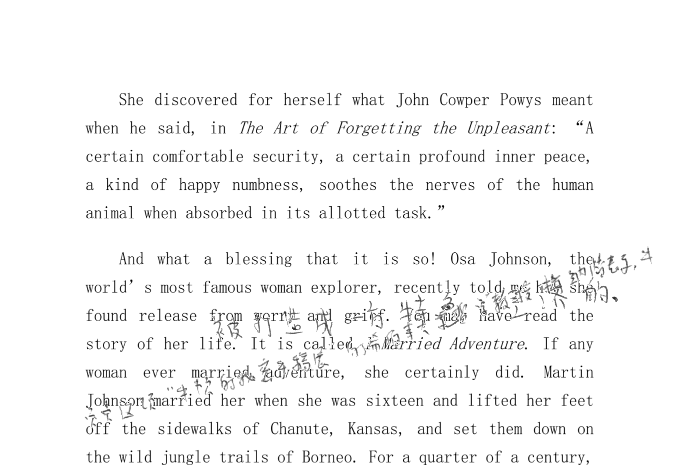 She discovered for herself what John Cowper Powys meant
when he said, in The Art of Forgetting the Unpleasant: “A
certain comfortable security, a certain profound inner peace,
a kind of happy numbness, soothes the nerves of the human
animal when absorbed in its allotted task.”
And what a blessing that it is so! Osa Johnson, the
world’s most famous woman explorer, recently told me how she
found release from worry and grief. You may have read the
story of her life. It is called I Married Adventure. If any
woman ever married adventure, she certainly did. Martin
Johnson married her when she was sixteen and lifted her feet
off the sidewalks of Chanute, Kansas, and set them down on
the wild jungle trails of Borneo. For a quarter of a century,
被打造成
的